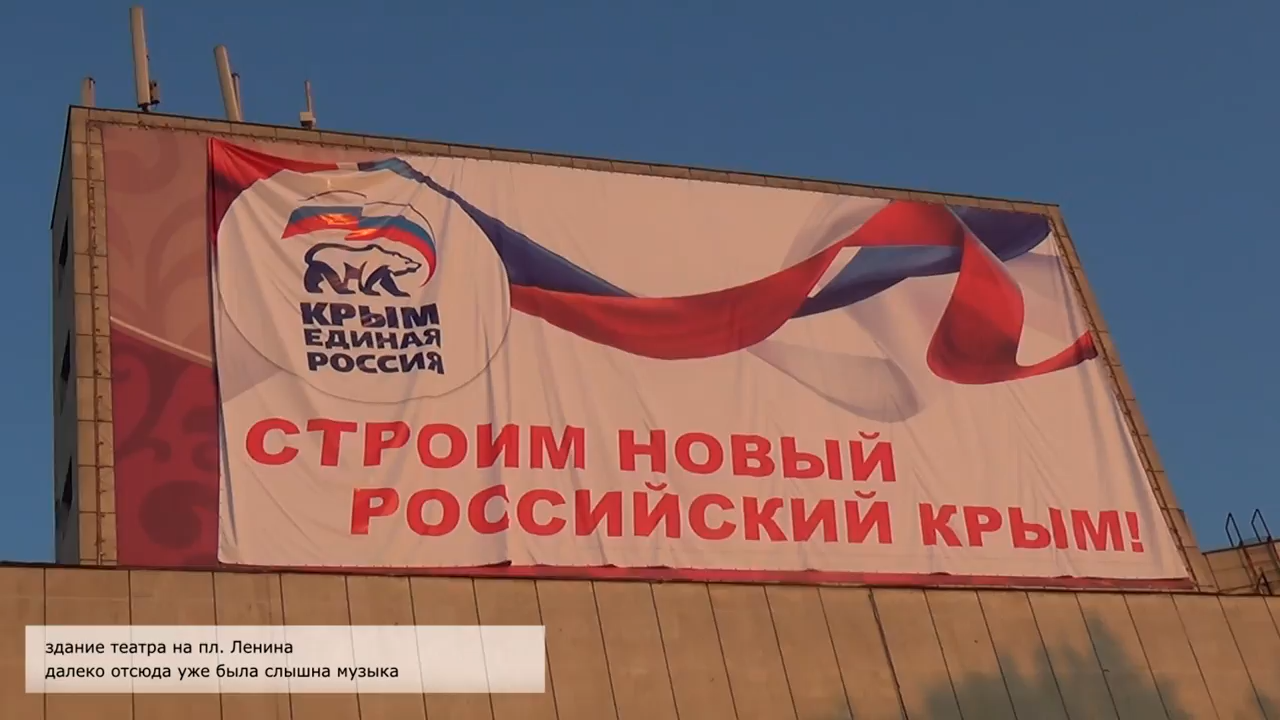 КРЫМ
ЕДИНАЯ
РОССИЯ
СТРОИМ НОВЫЙ
РОССИЙСКИЙ КРЫМ!
здание театра на пл. Ленина
далеко отсюда уже была слышна музыка